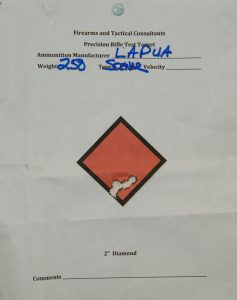 Firearms and Tactical Consultants
Precision Rifle Test Target
Ammunition Manufacturer LAPUA
Weight 250 Type SCENAR Velocity
2" Diamond
Comments